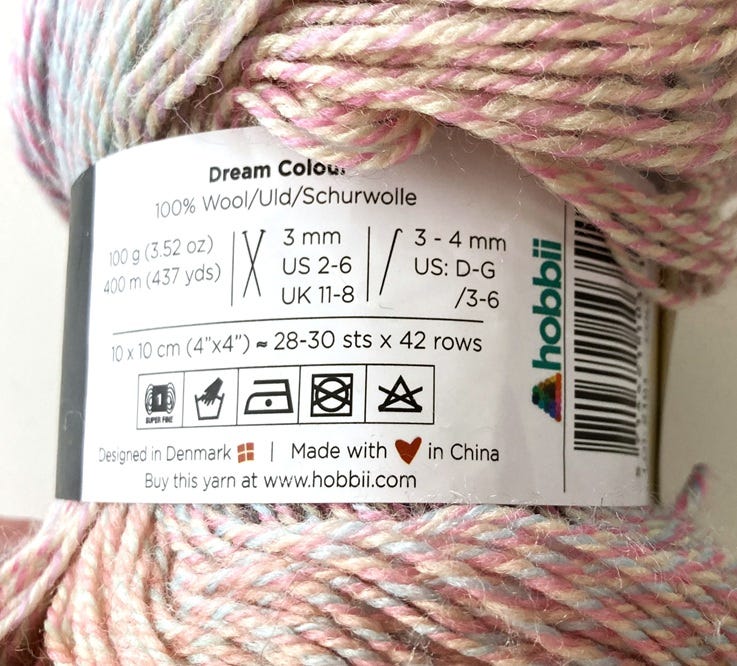 Dream Colour
100% Wool/Uld/Schurwolle
100 g (3.52 oz)
400 m (437 yds)
3 mm
US 2-6
UK 11-8
3 - 4 mm
US: D-G
/3-6
10 x 10 cm (4"x4") ≈ 28-30 sts x 42 rows
1
SUPER FINE
Designed in Denmark | Made with ❤ in China
Buy this yarn at www.hobbii.com
hobbii